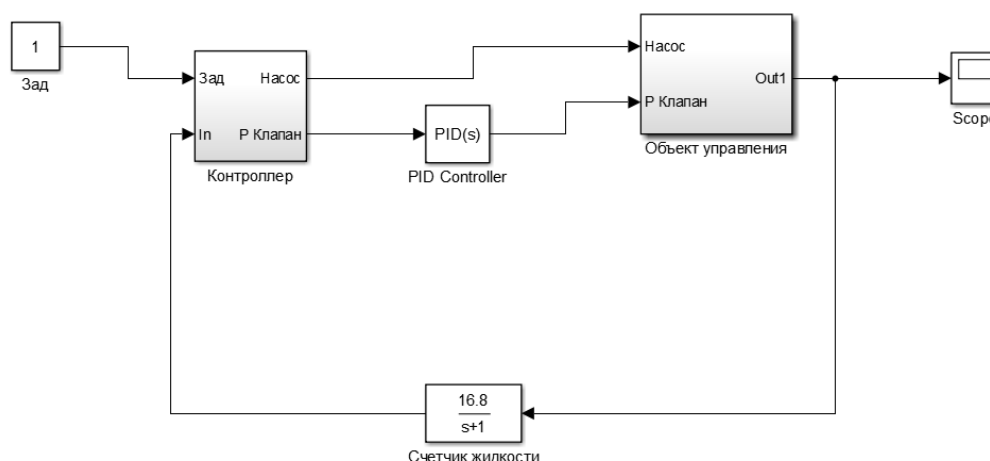 1
Зад
Зад
Насос
In
Р Клапан
Контроллер
PID(s)
PID Controller
Насос
Out1
Р Клапан
Объект управления
Scope
16.8
s+1
Счетчик жидкости